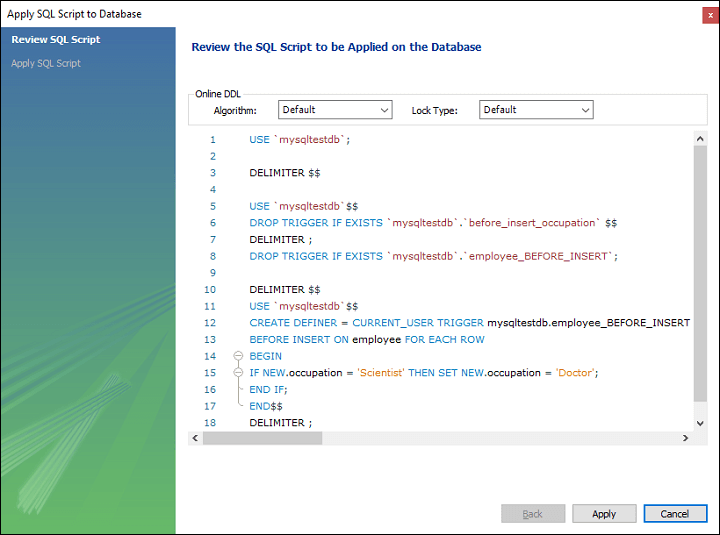 Apply SQL Script to Database
x
Review SQL Script
Apply SQL Script
Review the SQL Script to be Applied on the Database
Online DDL
Algorithm: Default Lock Type: Default
1 USE `mysqltestdb`;
2
3 DELIMITER $$
4
5 USE `mysqltestdb`$$
6 DROP TRIGGER IF EXISTS `mysqltestdb`.`before_insert_occupation` $$
7 DELIMITER ;
8 DROP TRIGGER IF EXISTS `mysqltestdb`.`employee_BEFORE_INSERT`;
9
10 DELIMITER $$
11 USE `mysqltestdb`$$
12 CREATE DEFINER = CURRENT_USER TRIGGER mysqltestdb.employee_BEFORE_INSERT
13 BEFORE INSERT ON employee FOR EACH ROW
14 BEGIN
15 IF NEW.occupation = 'Scientist' THEN SET NEW.occupation = 'Doctor';
16 END IF;
17 END$$
18 DELIMITER ;
Back Apply Cancel